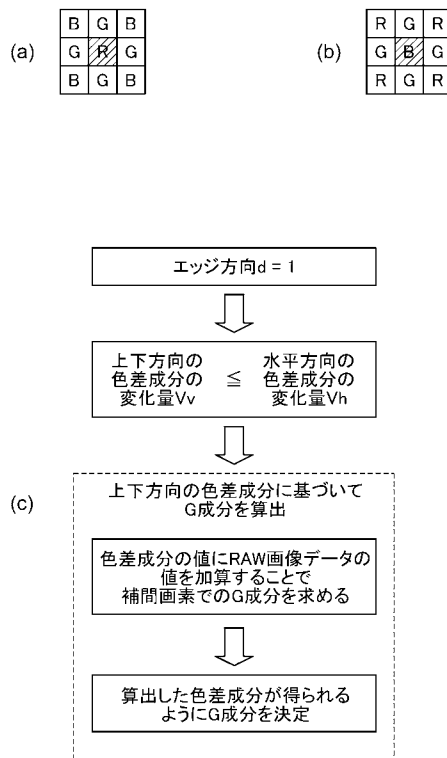 (a)
B G B
G R G
B G B
(b)
R G R
G B G
R G R
エッジ方向d = 1
上下方向の
色差成分の
変化量Vv
≦
水平方向の
色差成分の
変化量Vh
(c)
上下方向の色差成分に基づいて
G成分を算出
色差成分の値にRAW画像データの
値を加算することで
補間画素でのG成分を求める
算出した色差成分が得られる
ようにG成分を決定